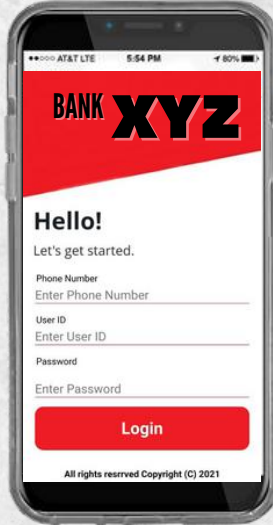 ●●○○○ AT&T LTE 5:54 PM 80%
BANK XYZ
Hello!
Let's get started.
Phone Number
Enter Phone Number
User ID
Enter User ID
Password
Enter Password
Login
All rights resrrved Copyright (C) 2021